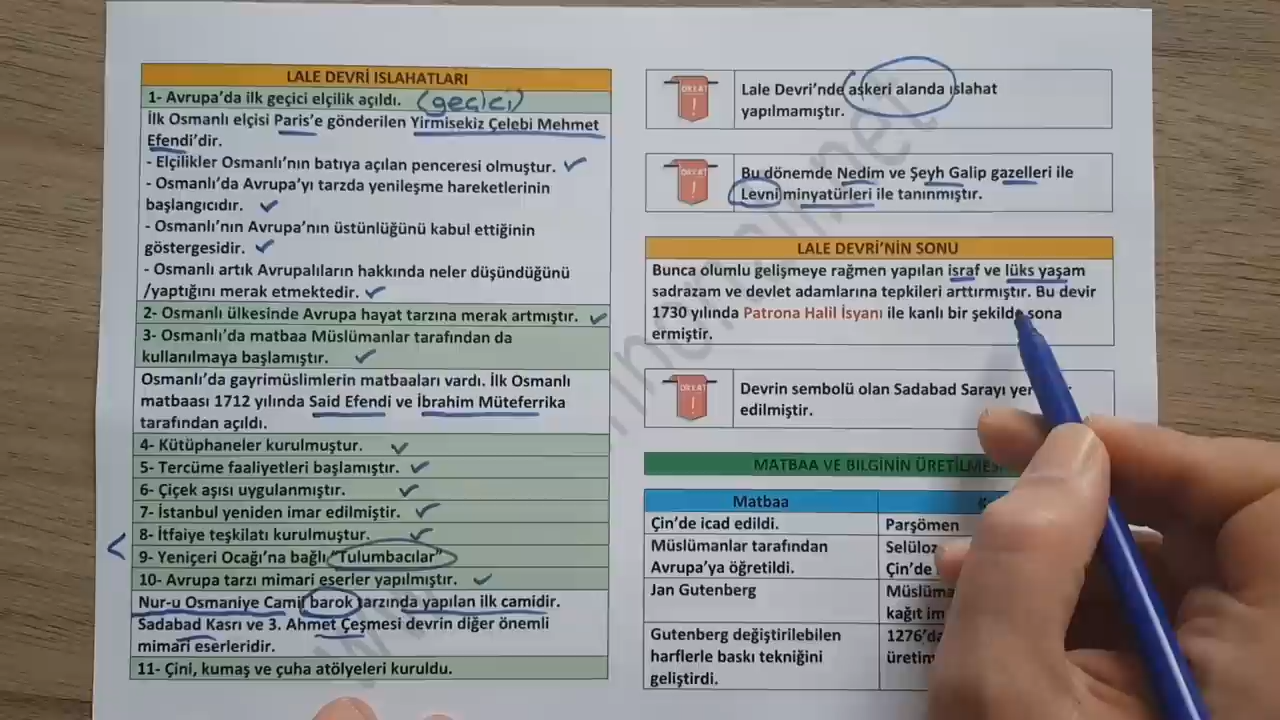 LALE DEVRİ ISLAHATLARI
1- Avrupa'da ilk geçici elçilik açıldı. (geçici)
İlk Osmanlı elçisi Paris'e gönderilen Yirmisekiz Çelebi Mehmet
Efendi'dir.
- Elçilikler Osmanlı'nın batıya açılan penceresi olmuştur.
- Osmanlı'da Avrupa'yı tarzda yenileşme hareketlerinin
başlangıcıdır.
- Osmanlı'nın Avrupa'nın üstünlüğünü kabul ettiğinin
göstergesidir.
- Osmanlı artık Avrupalıların hakkında neler düşündüğünü
/yaptığını merak etmektedir.
2- Osmanlı ülkesinde Avrupa hayat tarzına merak artmıştır.
3- Osmanlı'da matbaa Müslümanlar tarafından da
kullanılmaya başlamıştır.
Osmanlı'da gayrimüslimlerin matbaaları vardı. İlk Osmanlı
matbaası 1712 yılında Said Efendi ve İbrahim Müteferrika
tarafından açıldı.
4- Kütüphaneler kurulmuştur.
5- Tercüme faaliyetleri başlamıştır.
6- Çiçek aşısı uygulanmıştır.
7- İstanbul yeniden imar edilmiştir.
8- İtfaiye teşkilatı kurulmuştur.
9- Yeniçeri Ocağı'na bağlı "Tulumbacılar"
10- Avrupa tarzı mimari eserler yapılmıştır.
Nur-u Osmaniye Camii barok tarzında yapılan ilk camidir.
Sadabad Kasrı ve 3. Ahmet Çeşmesi devrin diğer önemli
mimari eserleridir.
11- Çini, kumaş ve çuha atölyeleri kuruldu.
DİKKAT
!
Lale Devri'nde askeri alanda ıslahat
yapılmamıştır.
DİKKAT
!
Bu dönemde Nedim ve Şeyh Galip gazelleri ile
Levni minyatürleri ile tanınmıştır.
LALE DEVRİ'NİN SONU
Bunca olumlu gelişmeye rağmen yapılan israf ve lüks yaşam
sadrazam ve devlet adamlarına tepkileri arttırmıştır. Bu devir
1730 yılında Patrona Halil İsyanı ile kanlı bir şekilde sona
ermiştir.
DİKKAT
!
Devrin sembolü olan Sadabad Sarayı
edilmiştir.
MATBAA VE BİLGİNİN ÜRETİLMESİ
Matbaa
Çin'de icad edildi.
Parşömen
Müslümanlar tarafından
Avrupa'ya öğretildi.
Selüloz
Çin'de
Jan Gutenberg
kağıt
Gutenberg değiştirilebilen
harflerle baskı tekniğini
geliştirdi.
1276'da